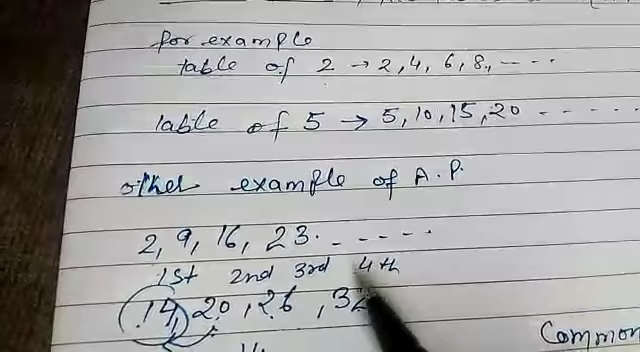 for example
table of 2 → 2, 4, 6, 8, ----
table of 5 → 5, 10, 15, 20 -----
other example of A.P.
2, 9, 16, 23. -----
1st 2nd 3rd 4th
14, 20, 26, 32
Common